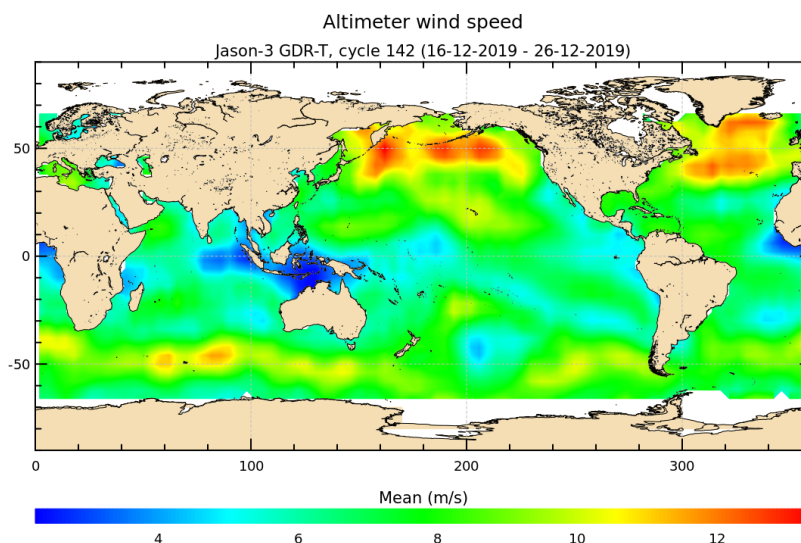 Altimeter wind speed
Jason-3 GDR-T, cycle 142 (16-12-2019 - 26-12-2019)
50
0
-50
0 100 200 300
Mean (m/s)
4 6 8 10 12